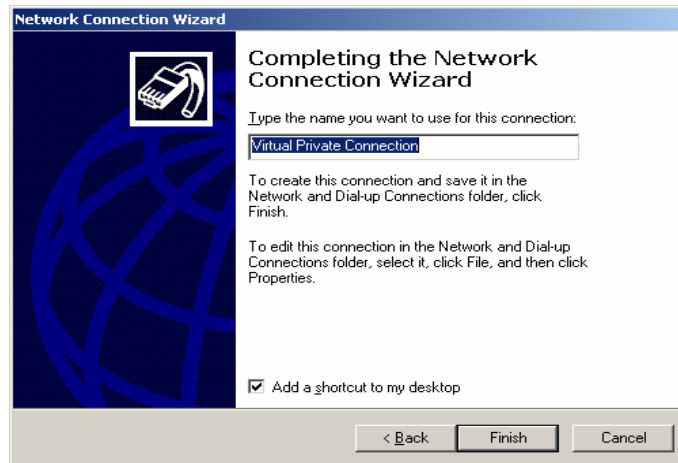 Network Connection Wizard
Completing the Network
Connection Wizard
Type the name you want to use for this connection:
Virtual Private Connection
To create this connection and save it in the
Network and Dial-up Connections folder, click
Finish.
To edit this connection in the Network and Dial-up
Connections folder, select it, click File, and then click
Properties.
Add a shortcut to my desktop
< Back
Finish
Cancel